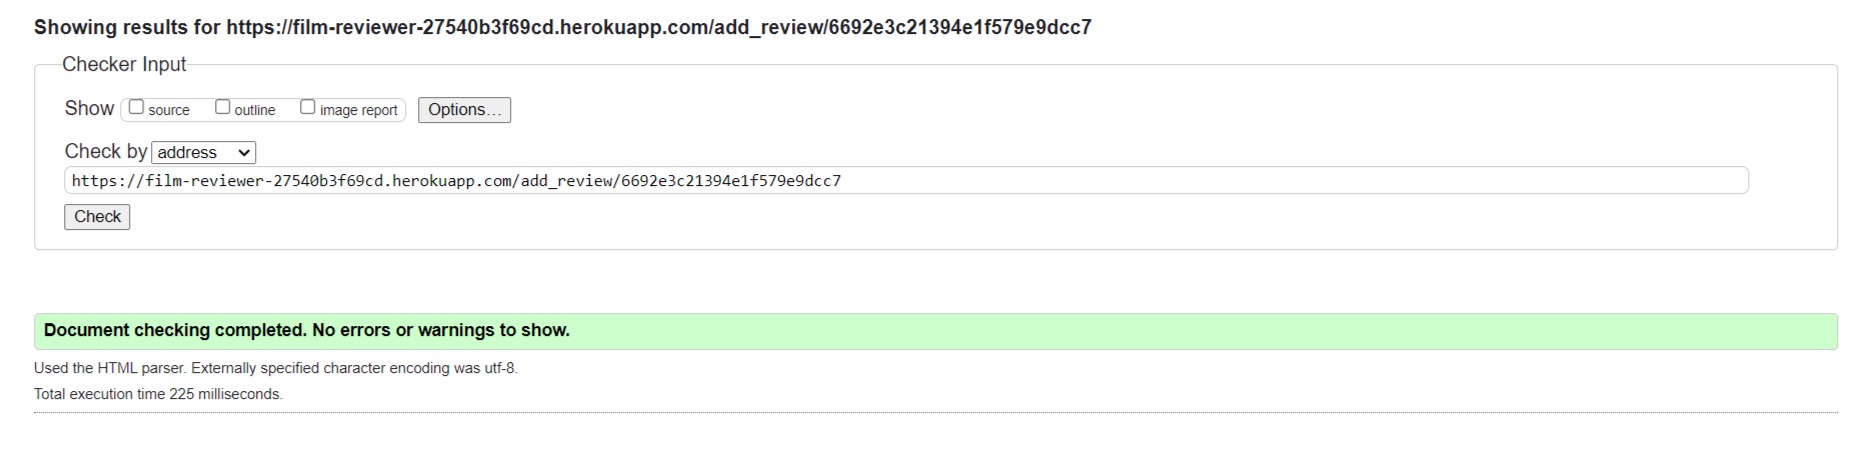 Showing results for https://film-reviewer-27540b3f69cd.herokuapp.com/add_review/6692e3c21394e1f579e9dcc7
Checker Input
Show source outline image report Options...
Check by address
https://film-reviewer-27540b3f69cd.herokuapp.com/add_review/6692e3c21394e1f579e9dcc7
Check
Document checking completed. No errors or warnings to show.
Used the HTML parser. Externally specified character encoding was utf-8.
Total execution time 225 milliseconds.